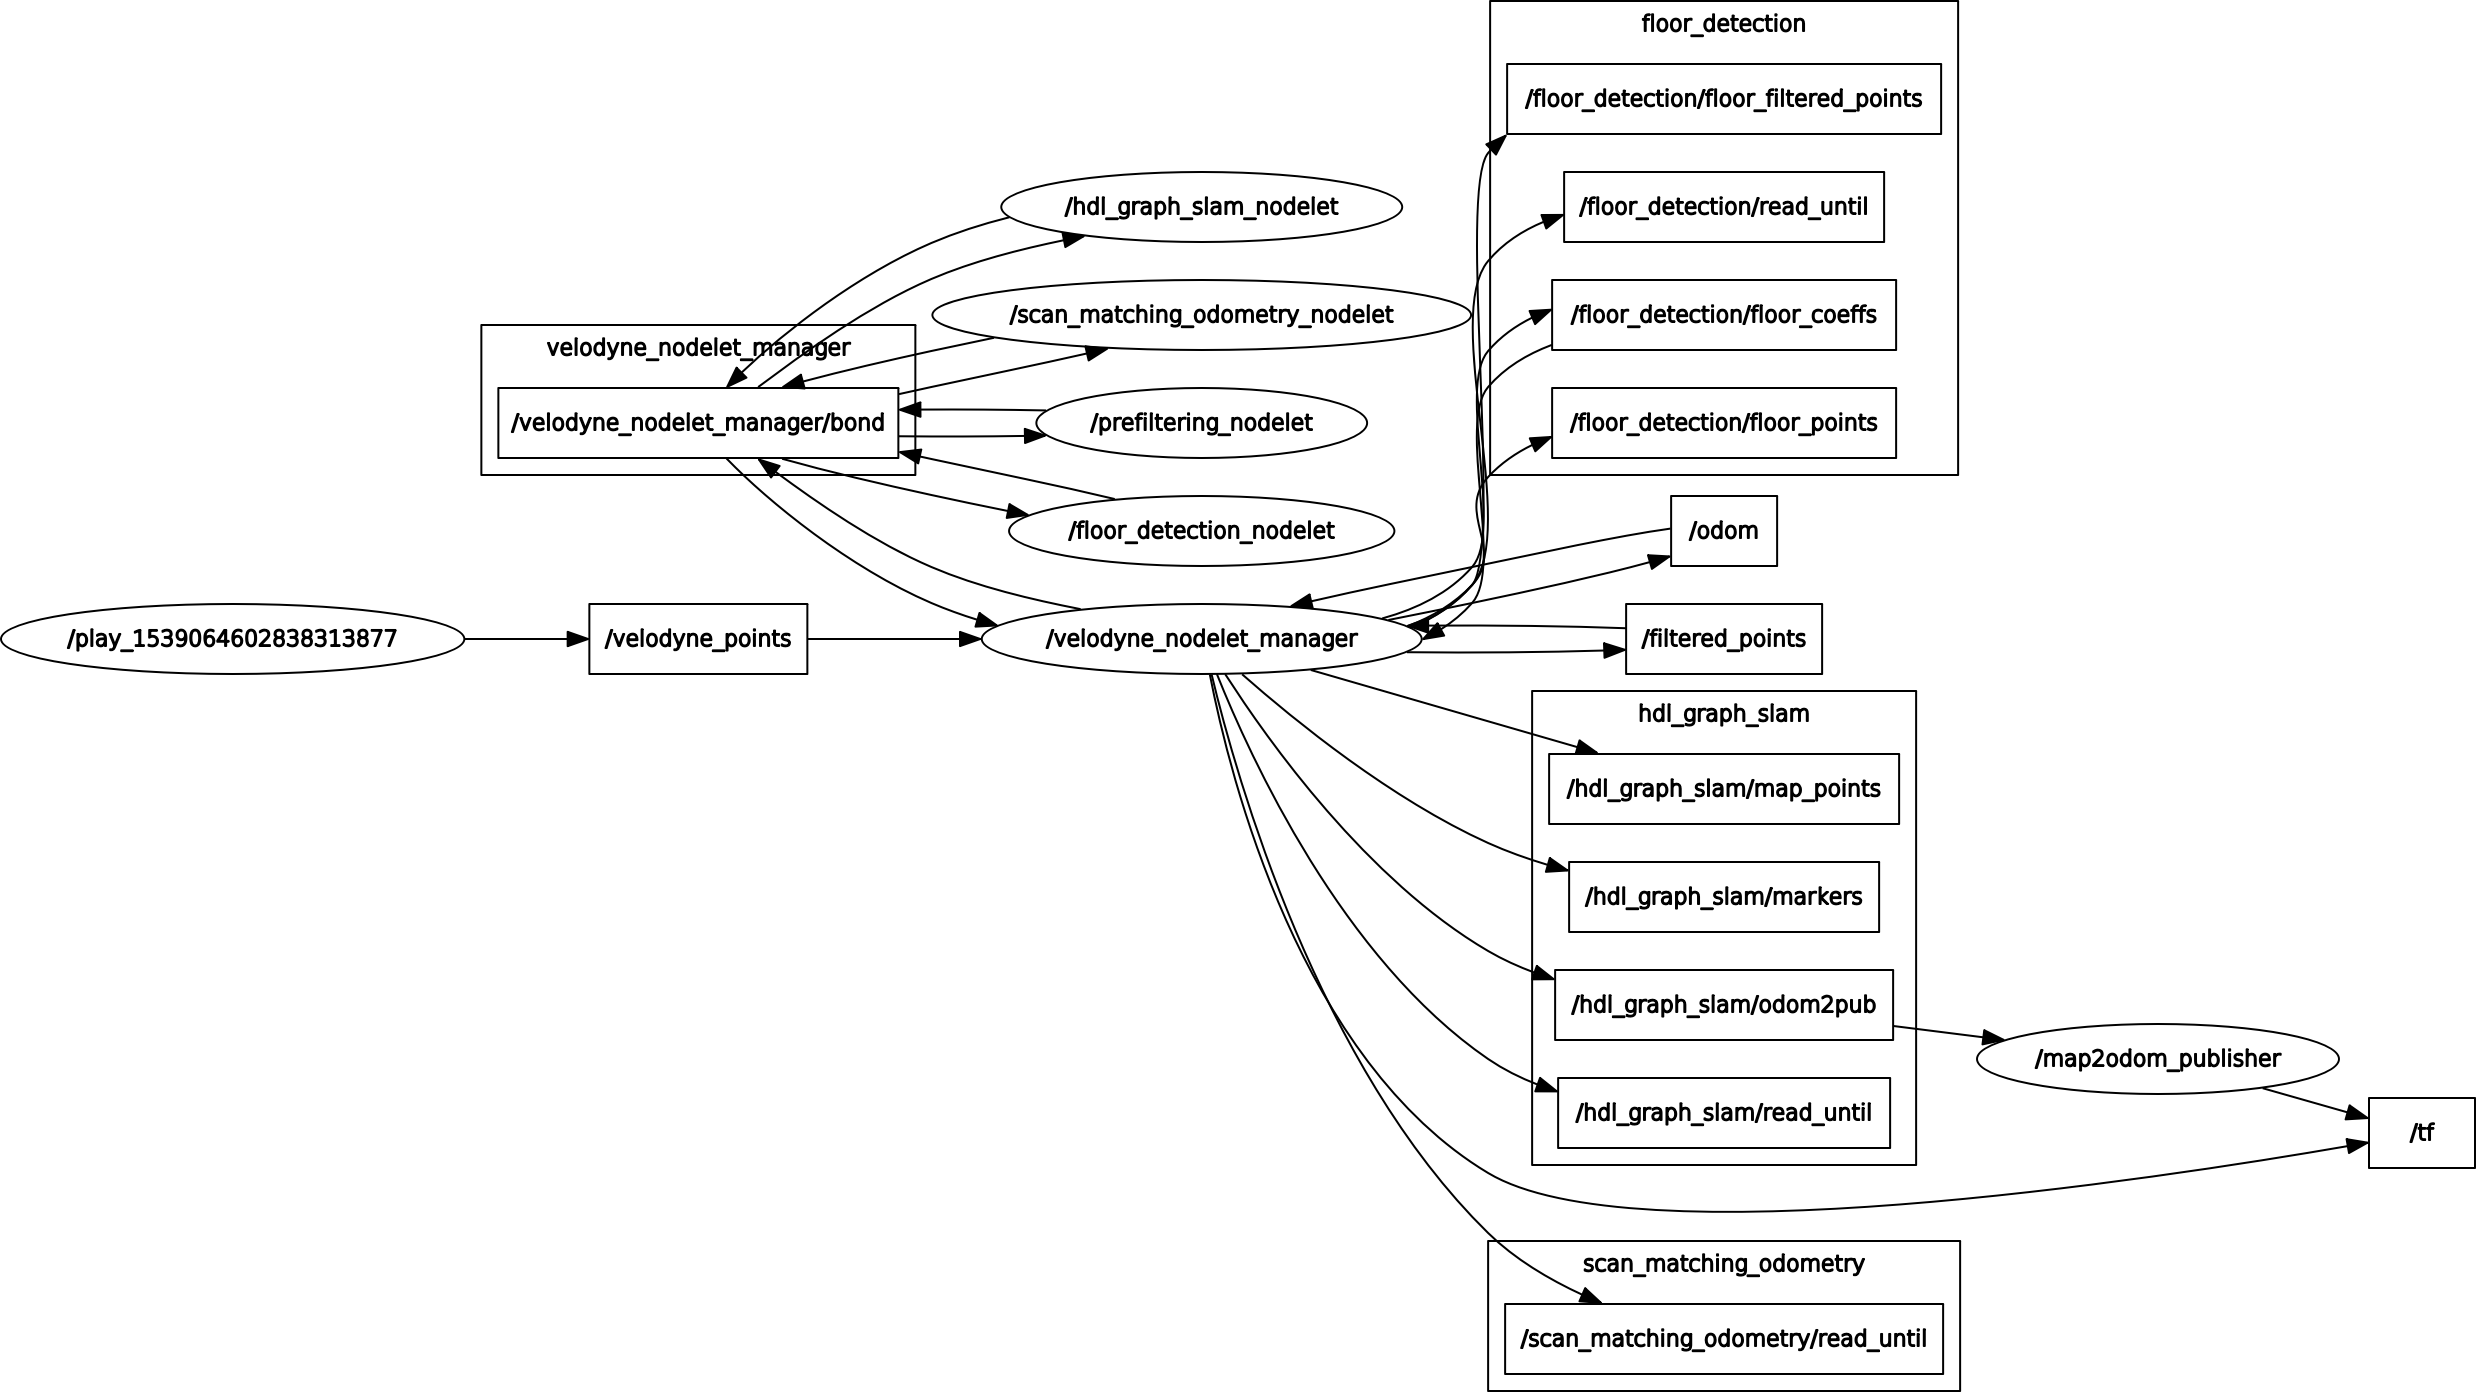 floor_detection
/floor_detection/floor_filtered_points
/hdl_graph_slam_nodelet
/floor_detection/read_until
/scan_matching_odometry_nodelet
/floor_detection/floor_coeffs
velodyne_nodelet_manager
/velodyne_nodelet_manager/bond
/prefiltering_nodelet
/floor_detection/floor_points
/floor_detection_nodelet
/odom
/play_1539064602838313877
/velodyne_points
/velodyne_nodelet_manager
/filtered_points
hdl_graph_slam
/hdl_graph_slam/map_points
/hdl_graph_slam/markers
/hdl_graph_slam/odom2pub
/map2odom_publisher
/hdl_graph_slam/read_until
/tf
scan_matching_odometry
/scan_matching_odometry/read_until